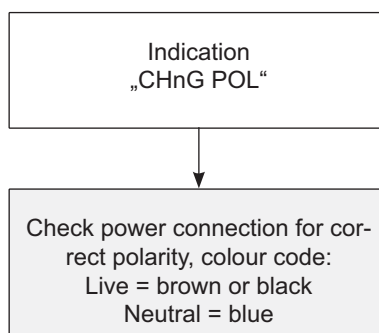 Indication
„CHnG POL“
Check power connection for cor-
rect polarity, colour code:
Live = brown or black
Neutral = blue